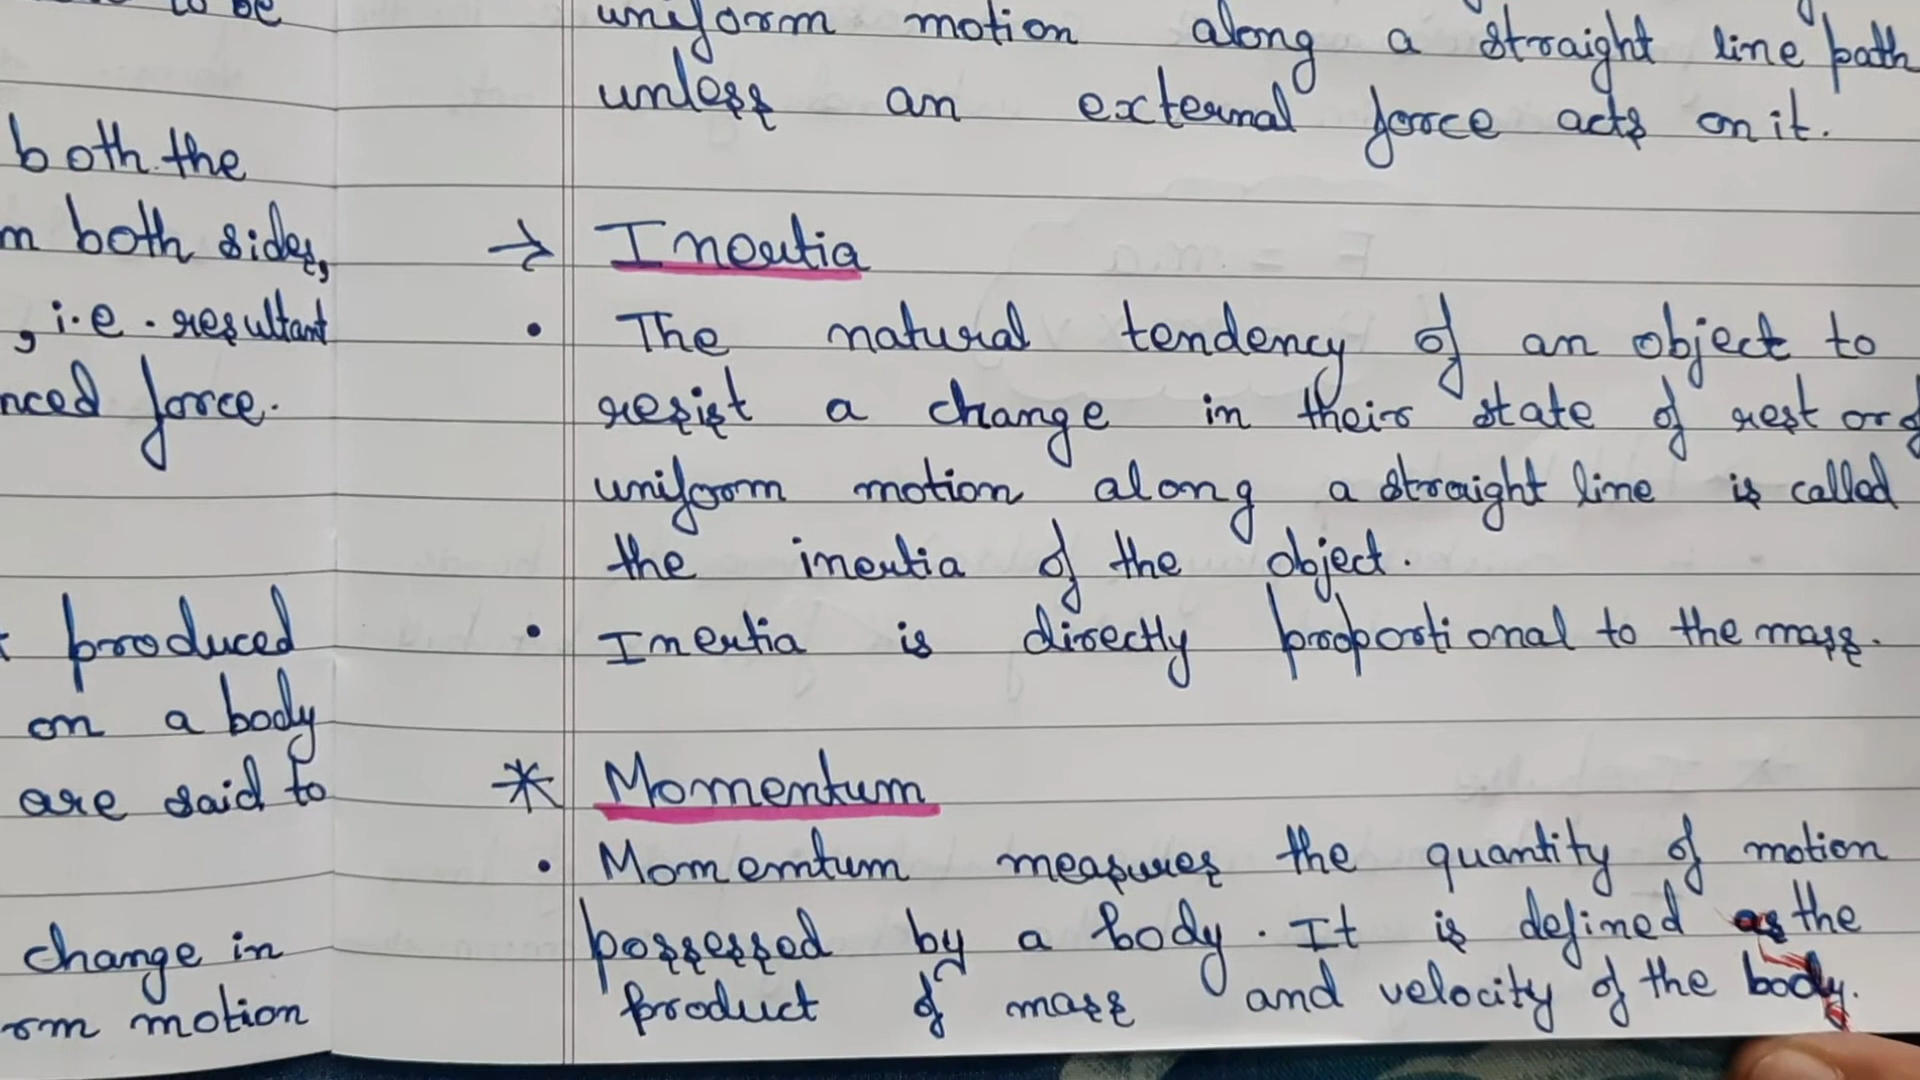 to be
both the
m both sides,
, i.e. resultant
nced force.
produced
on a body
are said to
change in
orm motion
uniform motion along a straight line path
unless an external force acts on it.
→ Inertia
• The natural tendency of an object to
resist a change in their state of rest or of
uniform motion along a straight line is called
the inertia of the object.
• Inertia is directly proportional to the mass.
* Momentum
• Momemtum measures the quantity of motion
possessed by a body. It is defined as the
product of mass and velocity of the body.